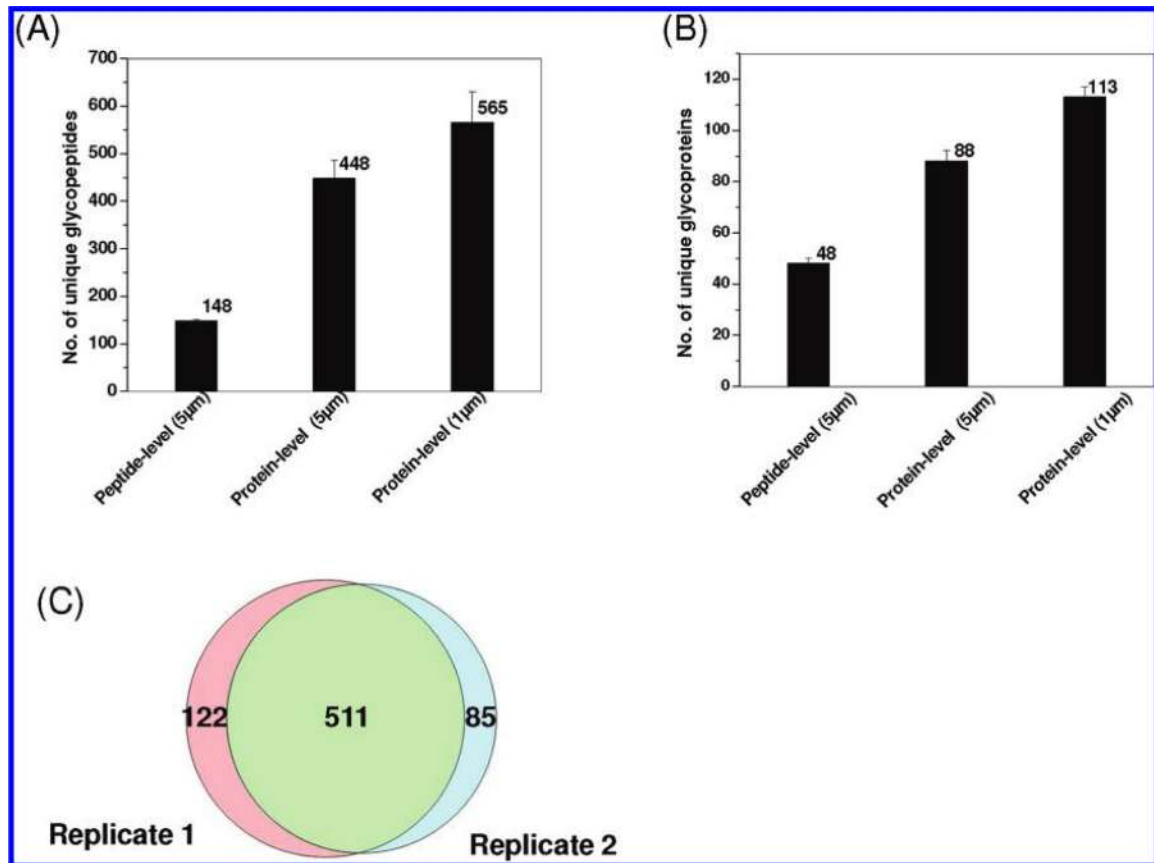 (A)
No. of unique glycopeptides
700
600
500
400
300
200
100
0
148
448
565
Peptide-level (5µm)
Protein-level (5µm)
Protein-level (1µm)
(B)
No. of unique glycoproteins
120
100
80
60
40
20
0
48
88
113
Peptide-level (5µm)
Protein-level (5µm)
Protein-level (1µm)
(C)
122
511
85
Replicate 1
Replicate 2